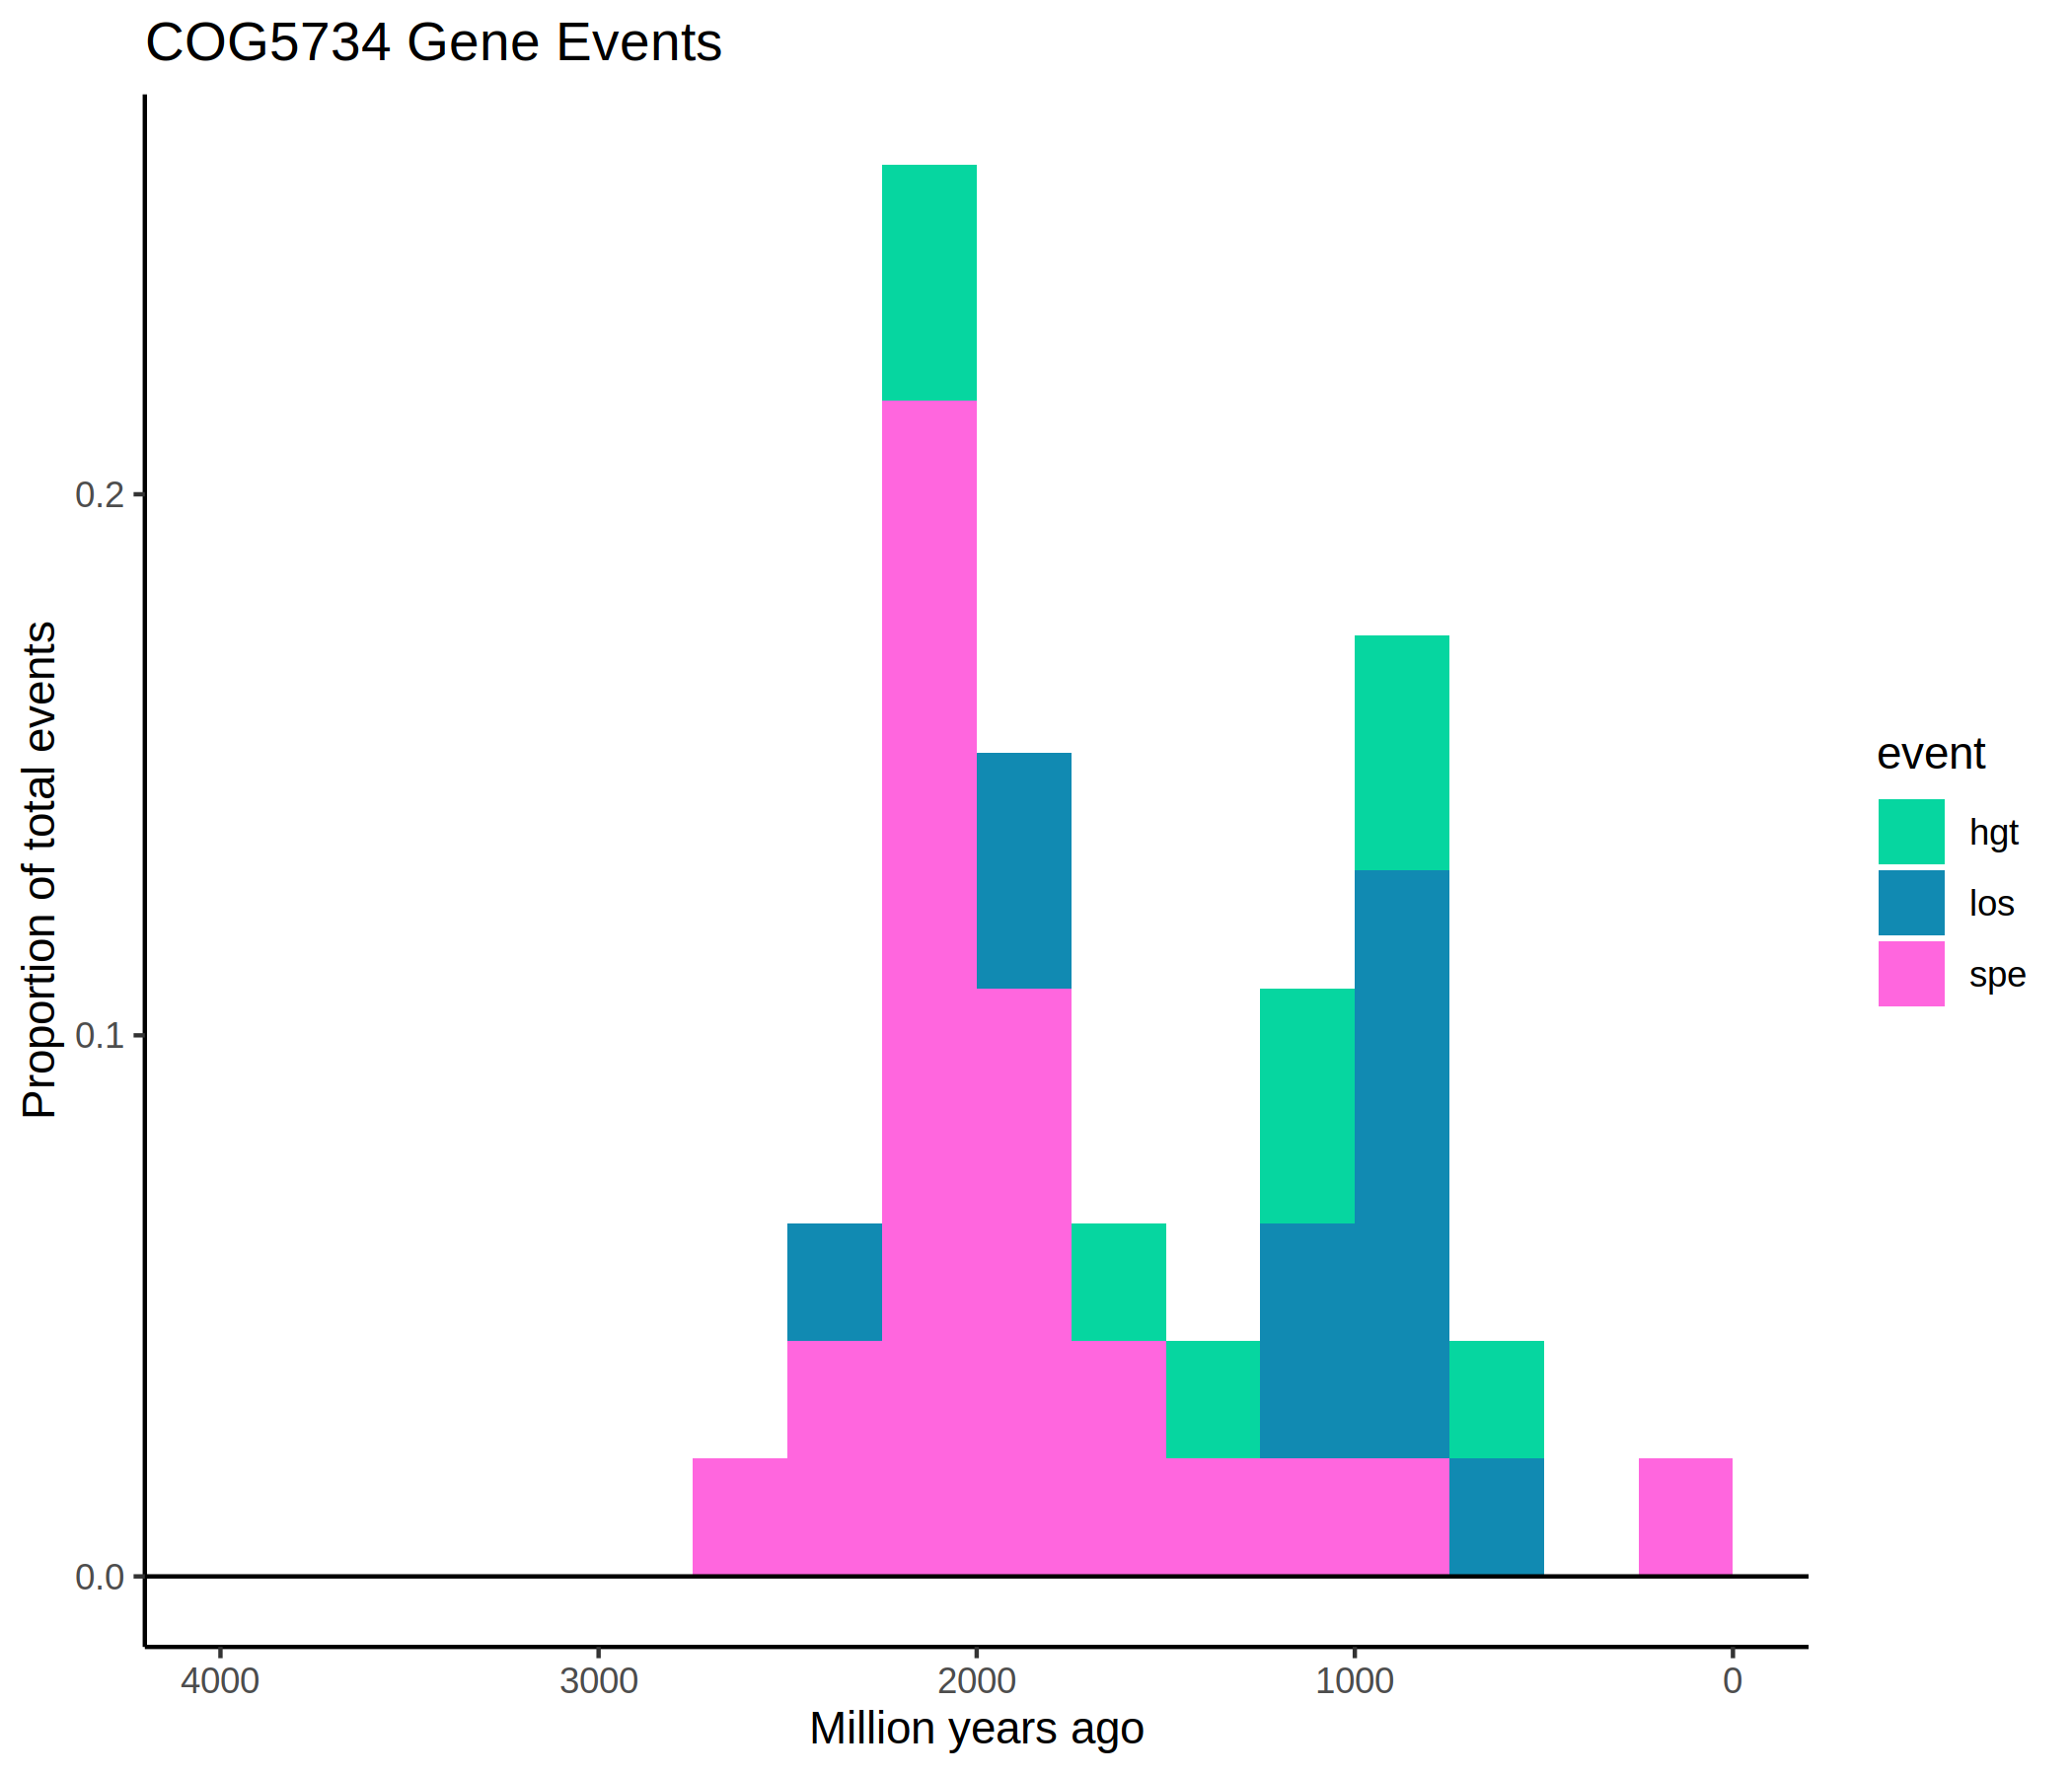 COG5734 Gene Events
Proportion of total events
0.2
0.1
0.0
4000 3000 2000 1000 0
Million years ago
event
hgt
los
spe